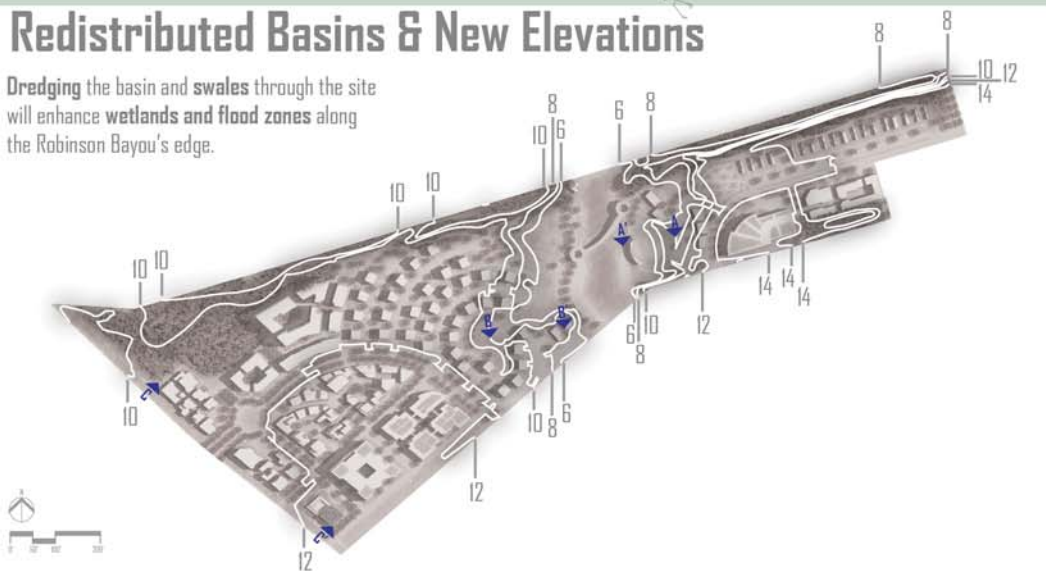 Redistributed Basins & New Elevations
Dredging the basin and swales through the site
will enhance wetlands and flood zones along
the Robinson Bayou's edge.
8
8
10
12
14
6
8
8
10
6
10
10
10
10
A'
A
B
B'
14
14
14
12
10
6
8
10
8
6
10
C
12
C
12
N
0'